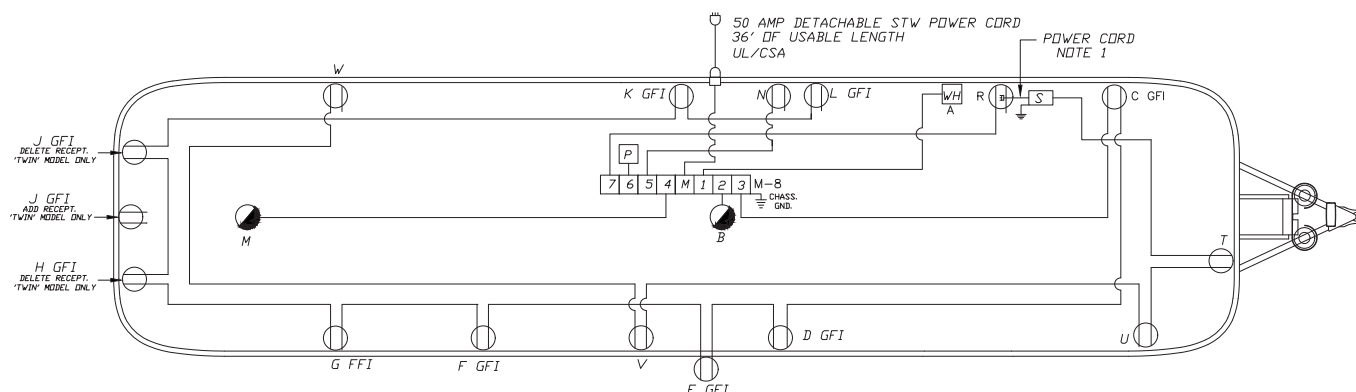 50 AMP DETACHABLE STW POWER CORD
36' OF USABLE LENGTH
UL/CSA
POWER CORD
NOTE 1
W
K GFI
N
L GFI
WH
A
R
S
C GFI
J GFI
DELETE RECEPT.
'TWIN' MODEL ONLY
P
7 6 5 4 M 1 2 3 M-8
CHASS.
GND.
J GFI
ADD RECEPT.
'TWIN' MODEL ONLY
M
B
T
H GFI
DELETE RECEPT.
'TWIN' MODEL ONLY
G FFI
F GFI
V
D GFI
U
E GFI